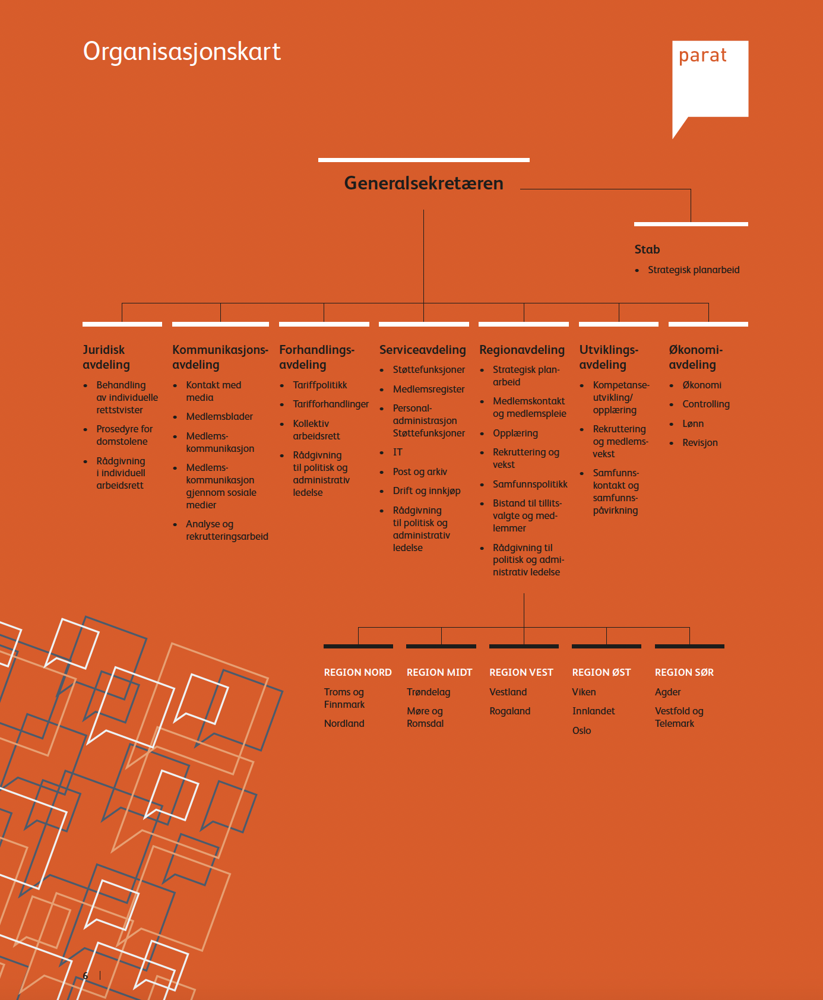 Organisasjonskart
parat
Generalsekretæren
Stab
• Strategisk planarbeid
Juridisk
avdeling
• Behandling
av individuelle
rettstvister
• Prosedyre for
domstolene
• Rådgivning
i individuell
arbeidsrett
Kommunikasjons-
avdeling
• Kontakt med
media
• Medlemsblader
• Medlems-
kommunikasjon
• Medlems-
kommunikasjon
gjennom sosiale
medier
• Analyse og
rekrutteringsarbeid
Forhandlings-
avdeling
• Tariffpolitikk
• Tarifforhandlinger
• Kollektiv
arbeidsrett
• Rådgivning
til politisk og
administrativ
ledelse
Serviceavdeling
• Støttefunksjoner
• Medlemsregister
• Personal-
administrasjon
Støttefunksjoner
• IT
• Post og arkiv
• Drift og innkjøp
• Rådgivning
til politisk og
administrativ
ledelse
Regionavdeling
• Strategisk plan-
arbeid
• Medlemskontakt
og medlemspleie
• Opplæring
• Rekruttering og
vekst
• Samfunnspolitikk
• Bistand til tillits-
valgte og med-
lemmer
• Rådgivning til
politisk og admi-
nistrativ ledelse
Utviklings-
avdeling
• Kompetanse-
utvikling/
opplæring
• Rekruttering
og medlems-
vekst
• Samfunns-
kontakt og
samfunns-
påvirkning
Økonomi-
avdeling
• Økonomi
• Controlling
• Lønn
• Revisjon
REGION NORD
Troms og
Finnmark
Nordland
REGION MIDT
Trøndelag
Møre og
Romsdal
REGION VEST
Vestland
Rogaland
REGION ØST
Viken
Innlandet
Oslo
REGION SØR
Agder
Vestfold og
Telemark
6 |